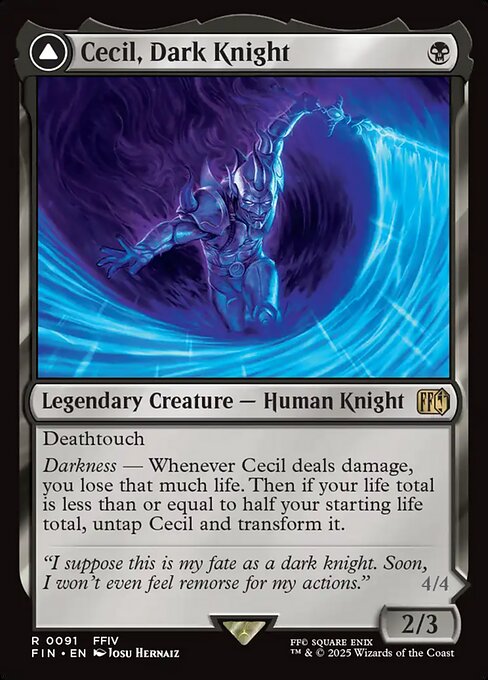 Cecil, Dark Knight
Legendary Creature — Human Knight
Deathtouch
Darkness — Whenever Cecil deals damage,
you lose that much life. Then if your life total
is less than or equal to half your starting life
total, untap Cecil and transform it.
“I suppose this is my fate as a dark knight. Soon,
I won’t even feel remorse for my actions.”
4/4
2/3
R 0091 FFIV
FIN • EN Josu Hernaiz
FF© SQUARE ENIX
™ & © 2025 Wizards of the Coast